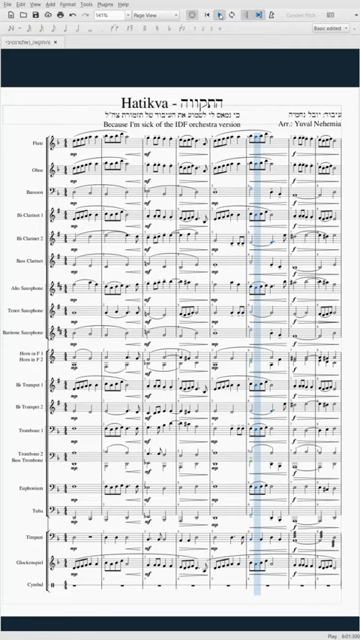 File Edit View Add Format Tools Plugins Help
141% Page View Concert Pitch
Basic edited
Hatikva - התקווה
כי נמאס לי לשמוע את העיבוד של תזמורת צה"ל
עיבוד: יובל נחמיה
Because I'm sick of the IDF orchestra version
Arr.: Yuval Nehemia
Flute
Oboe
Bassoon
B♭ Clarinet 1
B♭ Clarinet 2
Bass Clarinet
Alto Saxophone
Tenor Saxophone
Baritone Saxophone
Horn in F 1
Horn in F 2
B♭ Trumpet 1
B♭ Trumpet 2
Trombone 1
Trombone 2
Bass Trombone
Euphonium
Tuba
Timpani
Glockenspiel
Cymbal